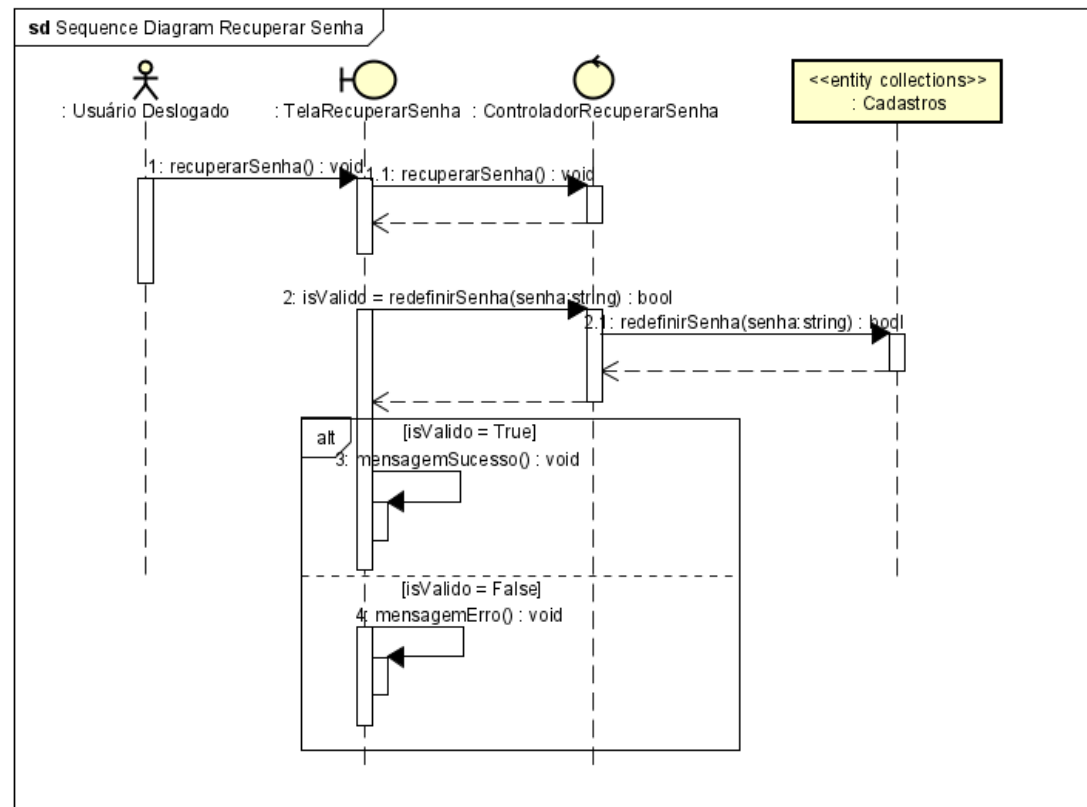 sd Sequence Diagram Recuperar Senha
: Usuário Deslogado
: TelaRecuperarSenha
: ControladorRecuperarSenha
<<entity collections>>
: Cadastros
1: recuperarSenha() : void
1.1: recuperarSenha() : void
2: isValido = redefinirSenha(senha:string) : bool
2.1: redefinirSenha(senha:string) : bool
alt
[isValido = True]
3: mensagemSucesso() : void
[isValido = False]
4: mensagemErro() : void